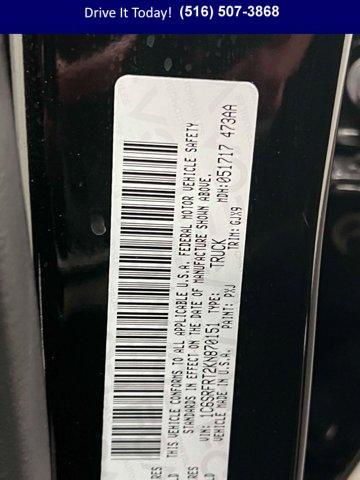 Drive It Today! (516) 507-3868
THIS VEHICLE CONFORMS TO ALL APPLICABLE U.S.A. FEDERAL MOTOR VEHICLE SAFETY
STANDARDS IN EFFECT ON THE DATE OF MANUFACTURE SHOWN ABOVE.
VIN: 1C6SRFRT2KN870151 TYPE: TRUCK MDH:051717 473AA
VEHICLE MADE IN U.S.A. PAINT: PXJ TRIM: GJX9